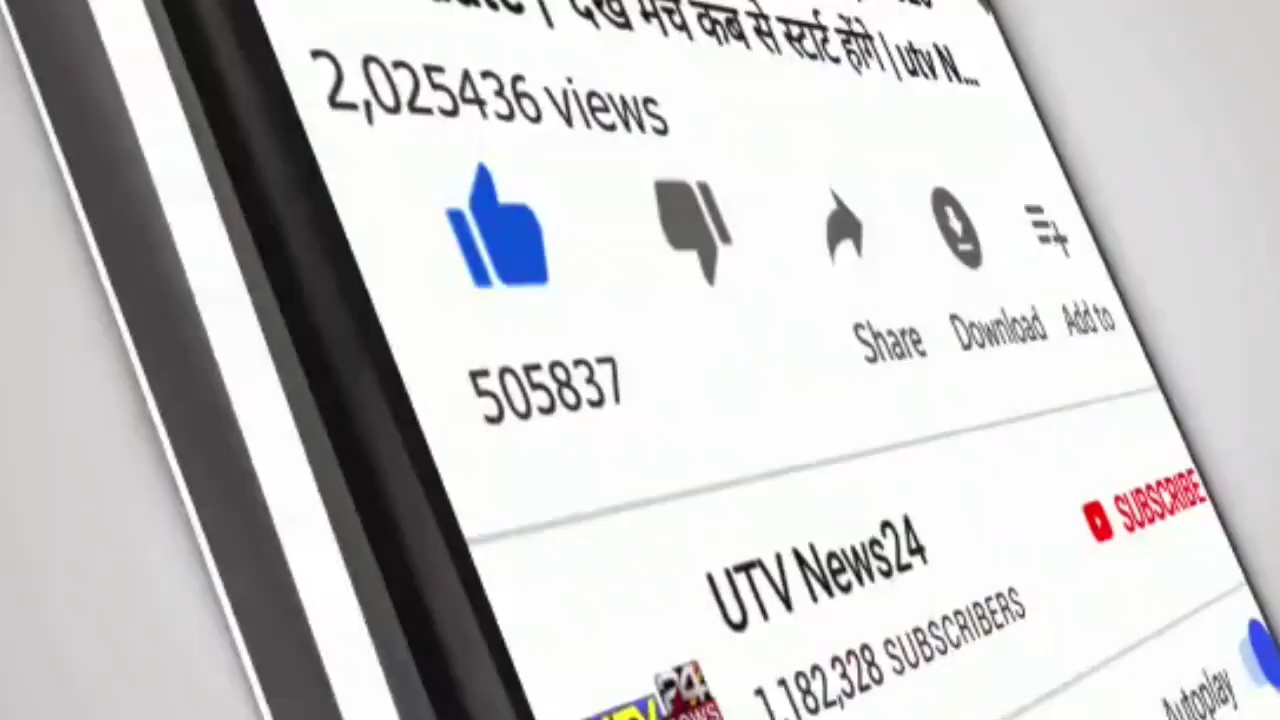 देखे मैच कब से स्टार्ट होंगे | utv N...
2,025436 views
505837
Share Download Add to
SUBSCRIBE
UTV News24
1,182,328 SUBSCRIBERS
Autoplay